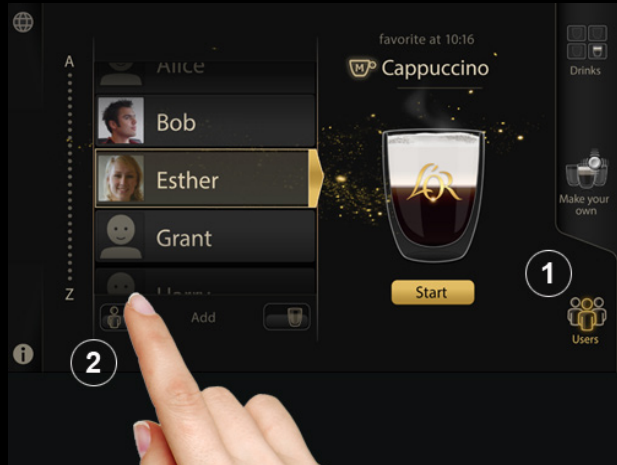 A
Z
Alice
Bob
Esther
Grant
Harry
Add
favorite at 10:16
M Cappuccino
L'OR
Start
Drinks
Make your
own
1
Users
2
i